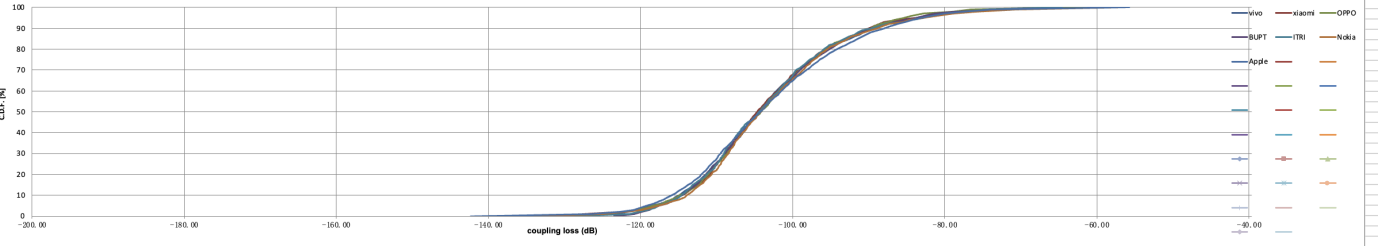 100
90
80
70
60
50
40
30
20
10
0
C.D.F. [%]
-200.00 -180.00 -160.00 -140.00 -120.00 -100.00 -80.00 -60.00 -40.00
coupling loss (dB)
vivo xiaomi OPPO
BUPT ITRI Nokia
Apple